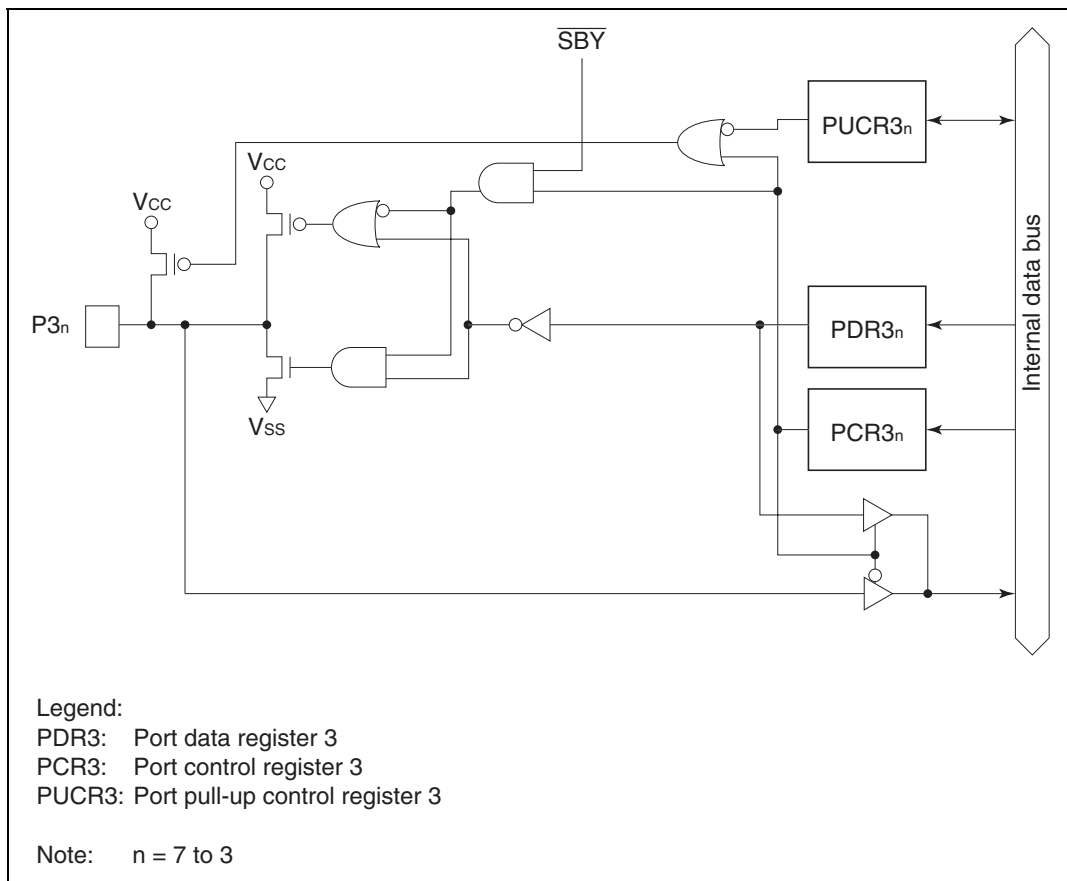 SBY
PUCR3n
VCC
VCC
P3n
PDR3n
Internal data bus
PCR3n
VSS
Legend:
PDR3: Port data register 3
PCR3: Port control register 3
PUCR3: Port pull-up control register 3
Note: n = 7 to 3